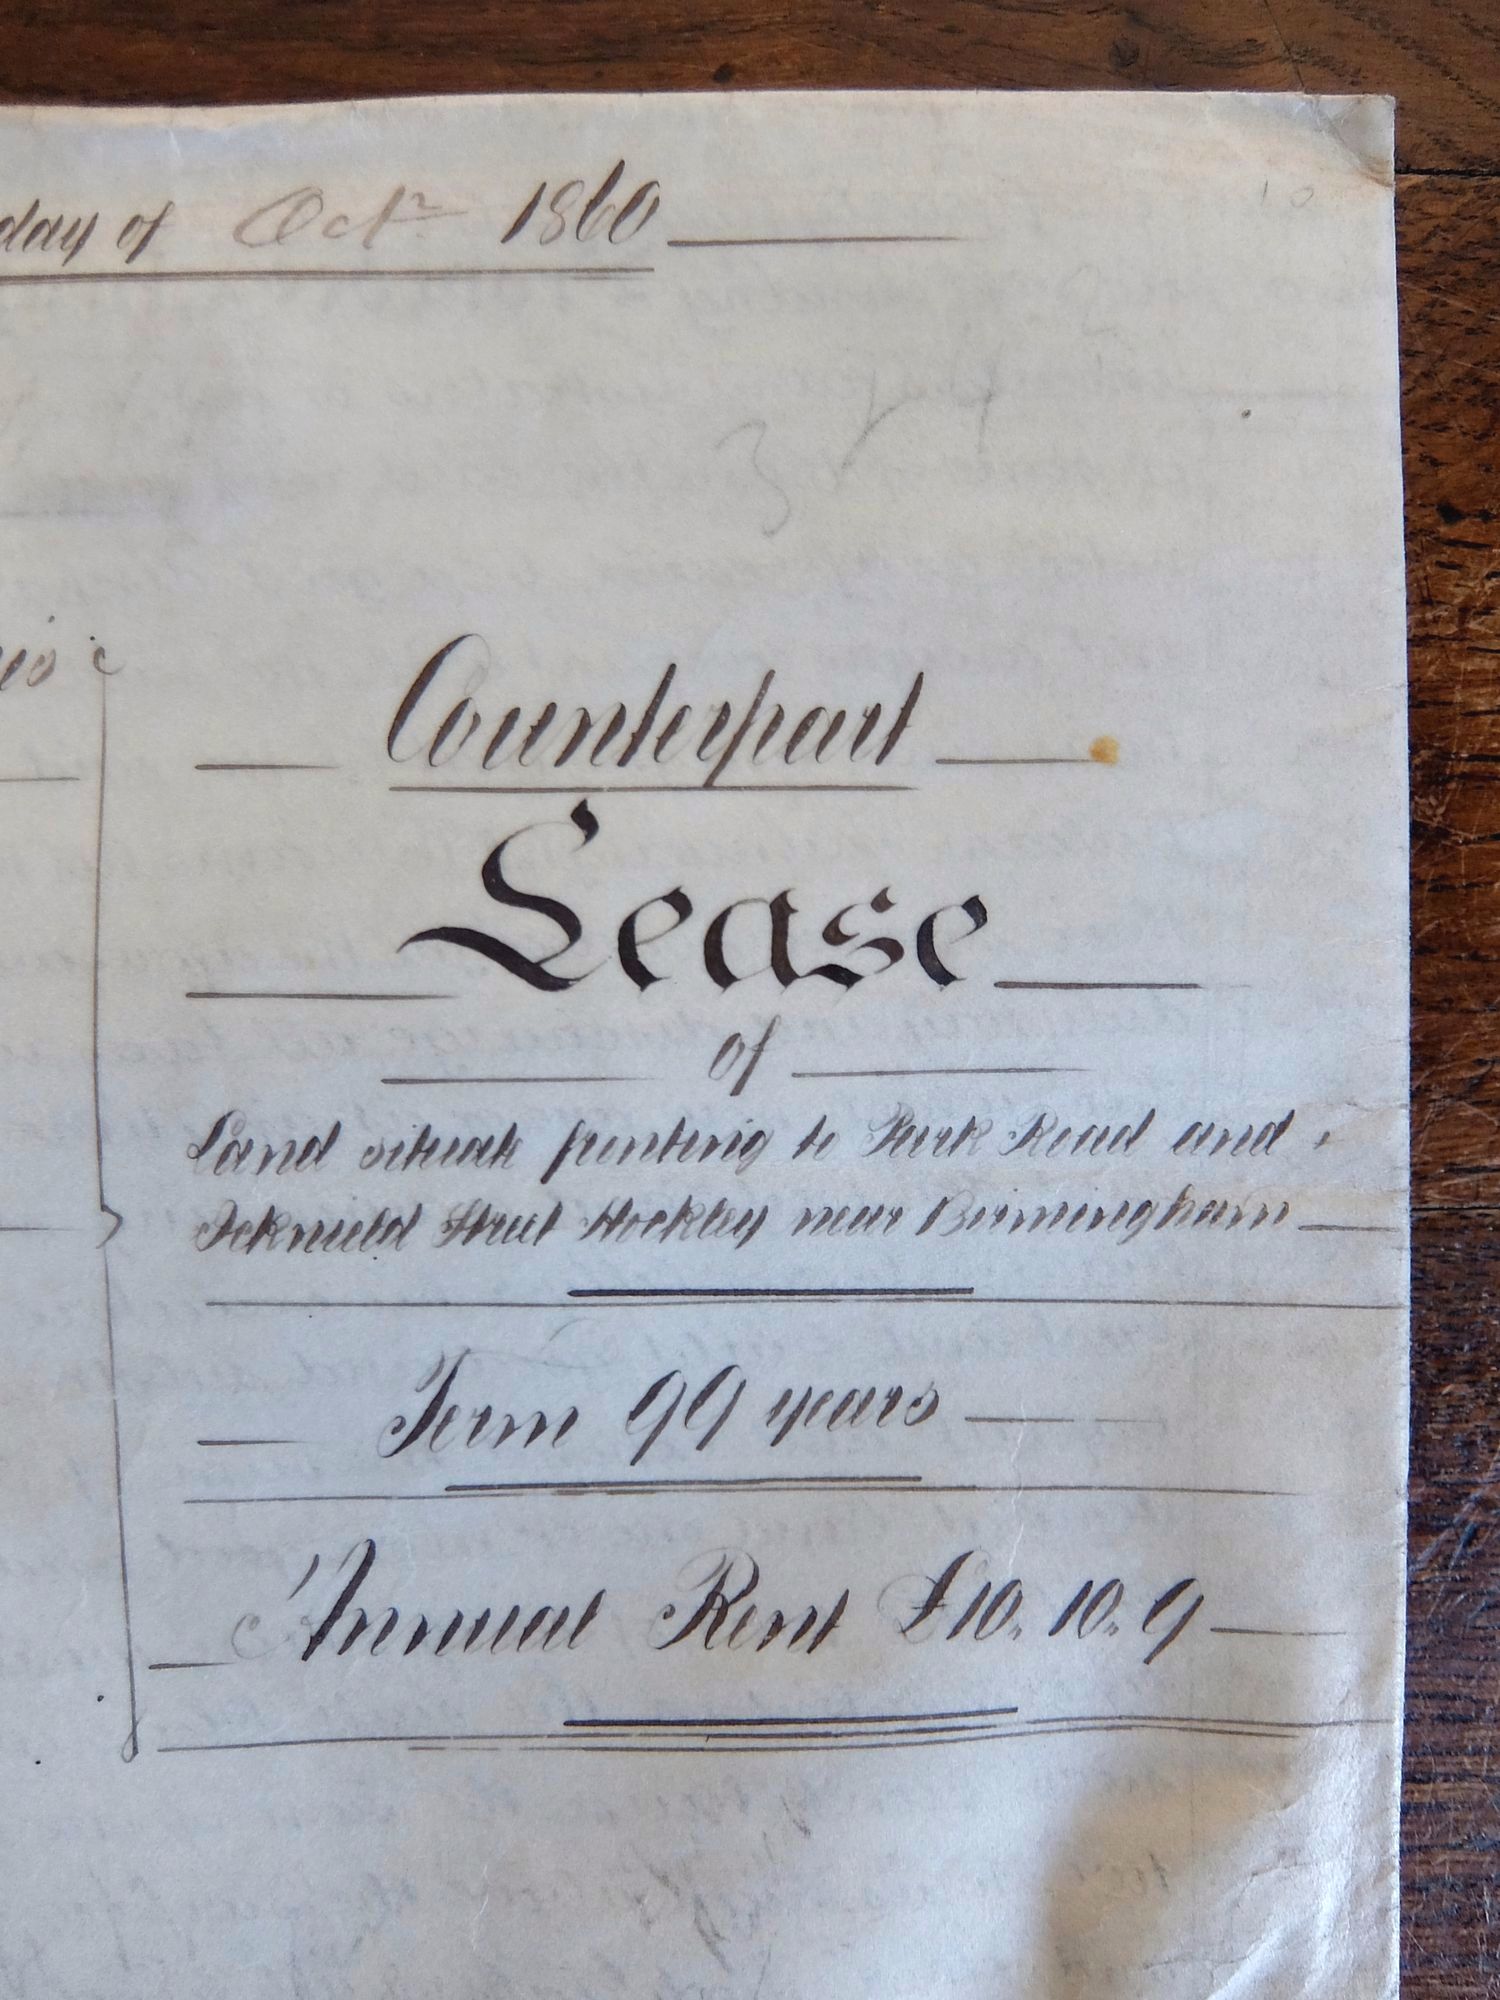 day of Octr 1860
Counterpart
Lease
of
Land situate fronting to Park Road and
Icknield Street Hockley near Birmingham
Term 99 years
Annual Rent £10.10.9